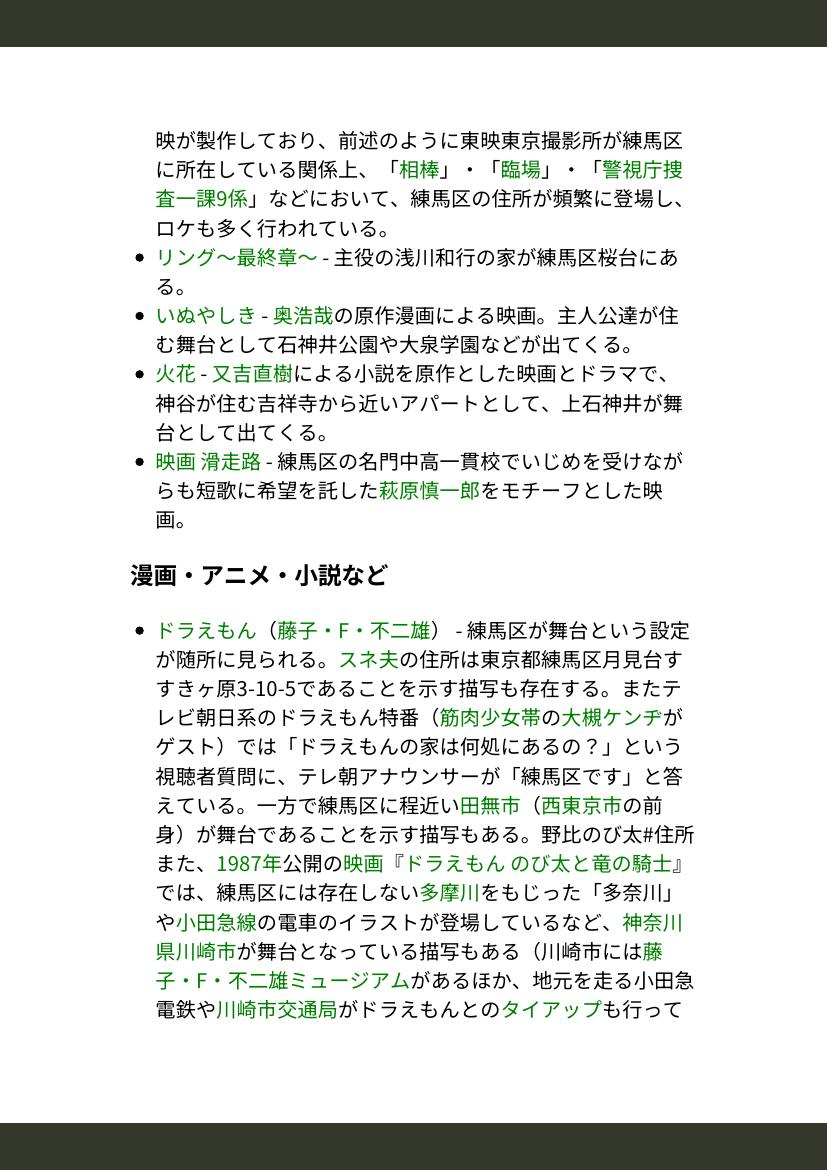 映が製作しており、前述のように東映東京撮影所が練馬区
に所在している関係上、「相棒」・「臨場」・「警視庁捜
査一課9係」などにおいて、練馬区の住所が頻繁に登場し、
ロケも多く行われている。
• リング〜最終章〜 - 主役の浅川和行の家が練馬区桜台にあ
る。
• いぬやしき - 奥浩哉の原作漫画による映画。主人公達が住
む舞台として石神井公園や大泉学園などが出てくる。
• 火花 - 又吉直樹による小説を原作とした映画とドラマで、
神谷が住む吉祥寺から近いアパートとして、上石神井が舞
台として出てくる。
• 映画 滑走路 - 練馬区の名門中高一貫校でいじめを受けなが
らも短歌に希望を託した萩原慎一郎をモチーフとした映
画。
漫画・アニメ・小説など
• ドラえもん（藤子・F・不二雄） - 練馬区が舞台という設定
が随所に見られる。スネ夫の住所は東京都練馬区月見台す
すきヶ原3-10-5であることを示す描写も存在する。またテ
レビ朝日系のドラえもん特番（筋肉少女帯の大槻ケンヂが
ゲスト）では「ドラえもんの家は何処にあるの？」という
視聴者質問に、テレ朝アナウンサーが「練馬区です」と答
えている。一方で練馬区に程近い田無市（西東京市の前
身）が舞台であることを示す描写もある。野比のび太#住所
また、1987年公開の映画『ドラえもん のび太と竜の騎士』
では、練馬区には存在しない多摩川をもじった「多奈川」
や小田急線の電車のイラストが登場しているなど、神奈川
県川崎市が舞台となっている描写もある（川崎市には藤
子・F・不二雄ミュージアムがあるほか、地元を走る小田急
電鉄や川崎市交通局がドラえもんとのタイアップも行って